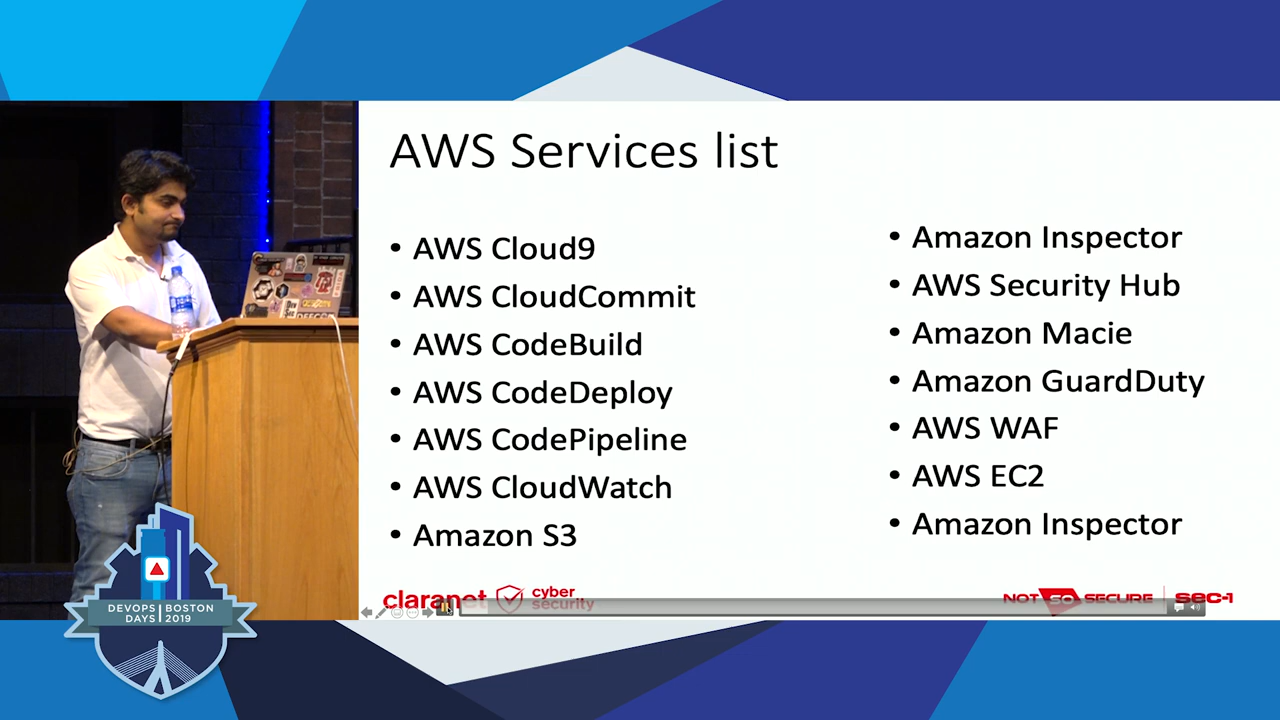 AWS Services list
• AWS Cloud9
• AWS CloudCommit
• AWS CodeBuild
• AWS CodeDeploy
• AWS CodePipeline
• AWS CloudWatch
• Amazon S3
• Amazon Inspector
• AWS Security Hub
• Amazon Macie
• Amazon GuardDuty
• AWS WAF
• AWS EC2
• Amazon Inspector
claranet
cyber
security
NOT SO SECURE
SEC-1
DEVOPS
DAYS
BOSTON
2019
DEFCON